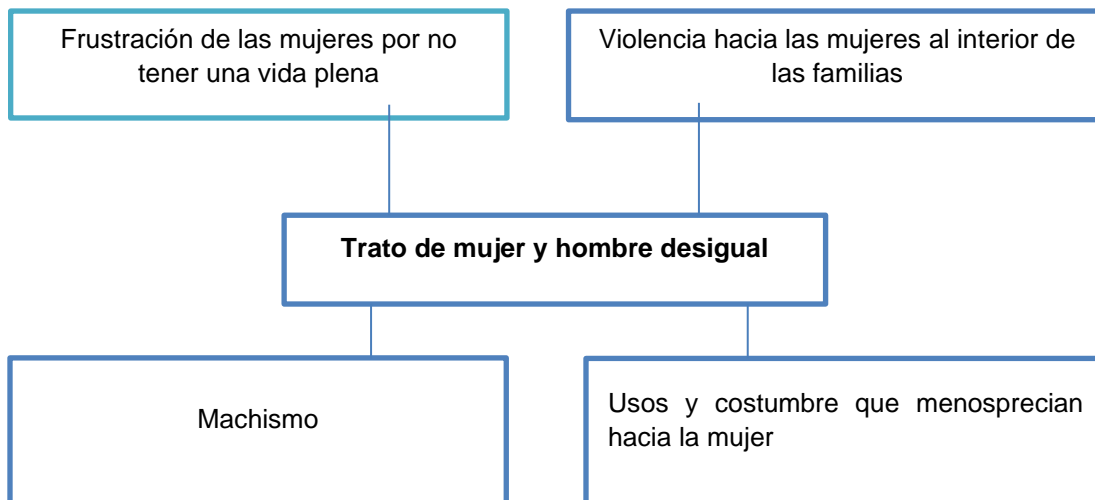 Frustración de las mujeres por no
tener una vida plena
Violencia hacia las mujeres al interior de
las familias
Trato de mujer y hombre desigual
Machismo
Usos y costumbre que menosprecian
hacia la mujer